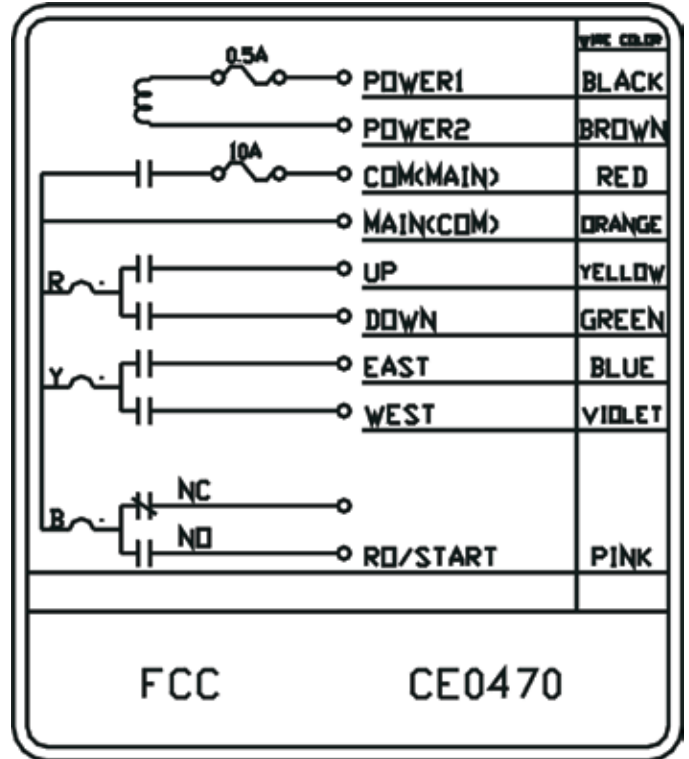 WIRE COLOR
0.5A
POWER1 BLACK
POWER2 BROWN
10A
COM(MAIN) RED
MAIN(COM) ORANGE
UP YELLOW
R
DOWN GREEN
EAST BLUE
Y
WEST VIOLET
NC
B
NO
RO/START PINK
FCC CE0470